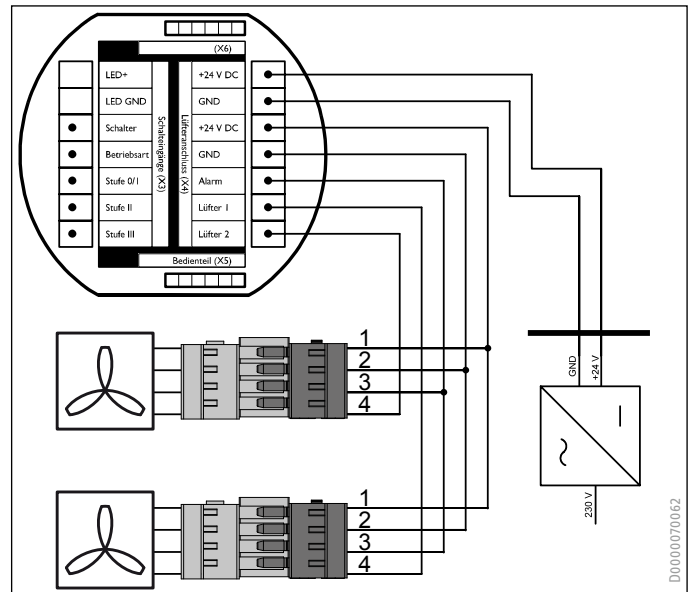 (X6)
LED+
LED GND
Schalter
Betriebsart
Stufe 0/I
Stufe II
Stufe III
Schalteingänge (X3)
Lüfteranschluss (X4)
+24 V DC
GND
+24 V DC
GND
Alarm
Lüfter 1
Lüfter 2
Bedienteil (X5)
1
2
3
4
1
2
3
4
GND
+24 V
230 V
D0000070062